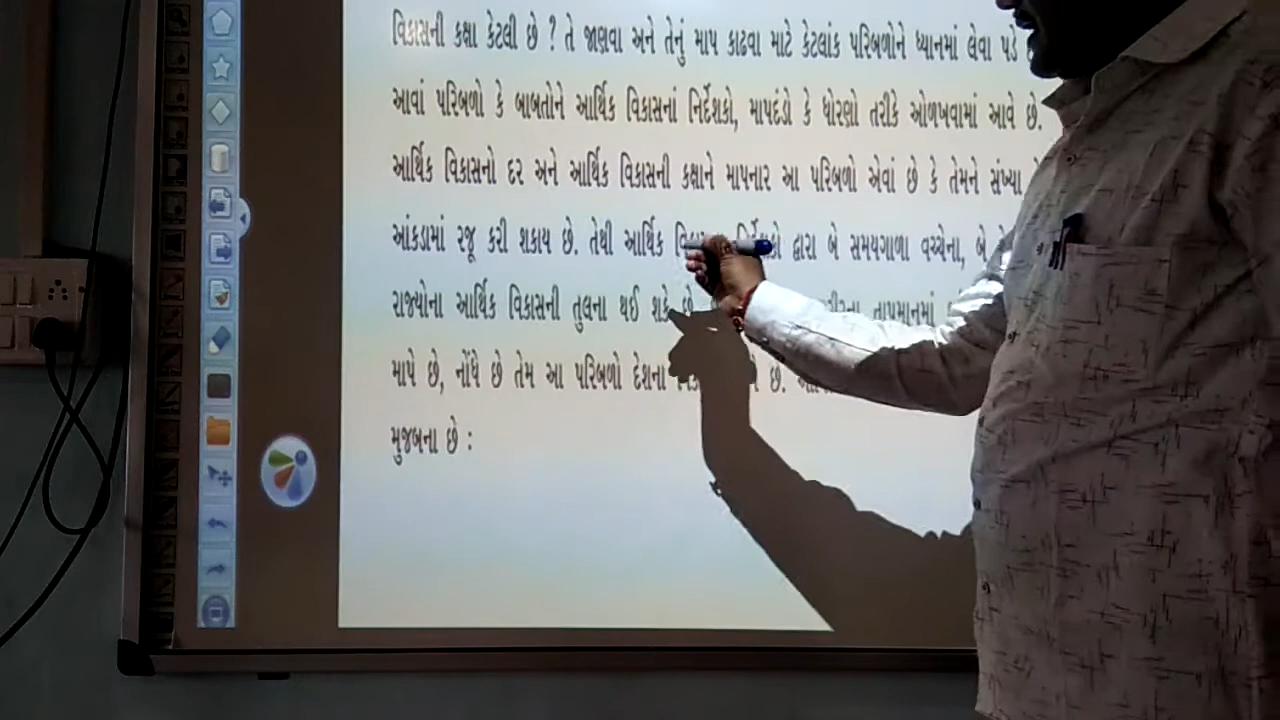 વિકાસની કક્ષા કેટલી છે ? તે જાણવા અને તેનું માપ કાઢવા માટે કેટલાંક પરિબળોને ધ્યાનમાં લેવા પડે
આવાં પરિબળો કે બાબતોને આર્થિક વિકાસનાં નિર્દેશકો, માપદંડો કે ધોરણો તરીકે ઓળખવામાં આવે છે.
આર્થિક વિકાસનો દર અને આર્થિક વિકાસની કક્ષાને માપનાર આ પરિબળો એવાં છે કે તેમને સંખ્યા
આંકડામાં રજૂ કરી શકાય છે. તેથી આર્થિક દ્વારા બે સમયગાળા વચ્ચેના, બે
રાજ્યોના આર્થિક વિકાસની તુલના થઈ શકે છે. તાપમાનમાં
માપે છે, નોંધે છે તેમ આ પરિબળો દેશના છે.
મુજબના છે :